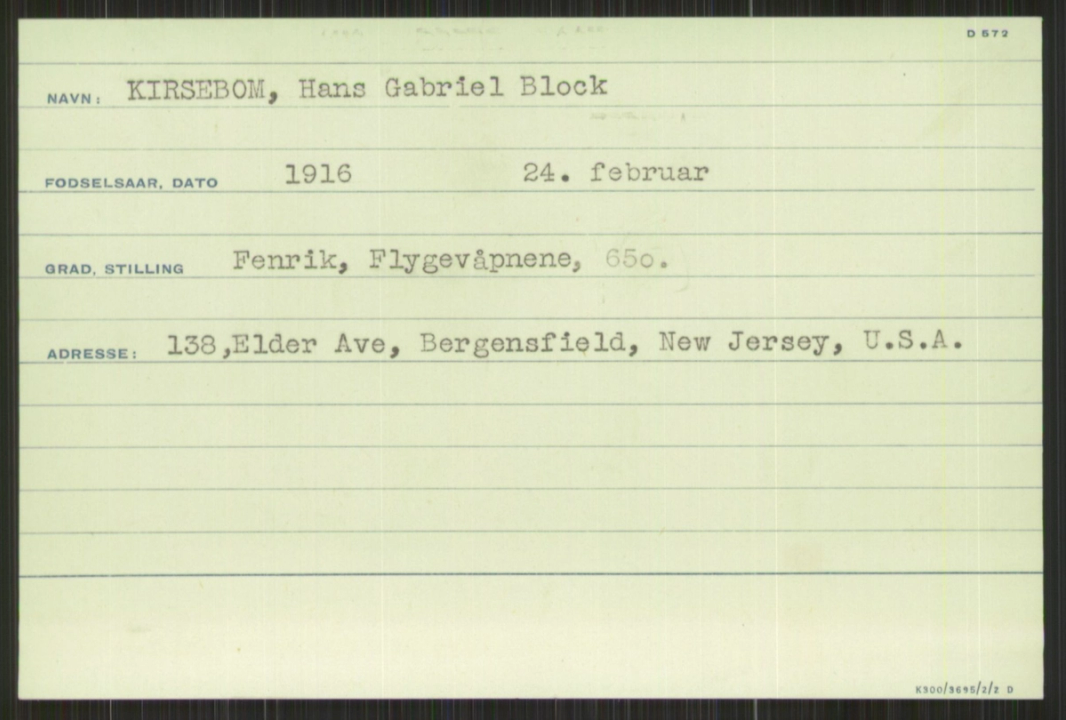 D 572
NAVN: KIRSEBOM, Hans Gabriel Block
FODSELSAAR, DATO 1916 24. februar
GRAD, STILLING Fenrik, Flygevåpnene, 650.
ADRESSE: 138,Elder Ave, Bergensfield, New Jersey, U.S.A.
K300/3695/2/2 D